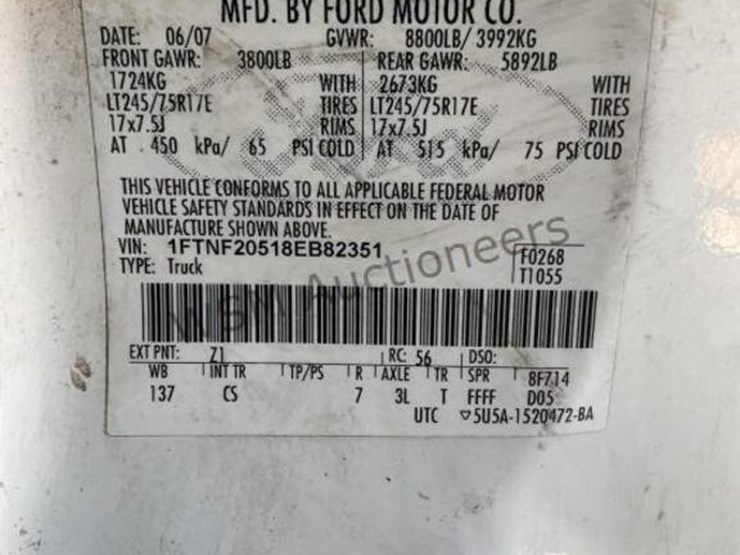 MFD. BY FORD MOTOR CO.
DATE: 06/07 GVWR: 8800LB/ 3992KG
FRONT GAWR: 3800LB REAR GAWR: 5892LB
1724KG WITH 2673KG WITH
LT245/75R17E TIRES LT245/75R17E TIRES
17x7.5J RIMS 17x7.5J RIMS
AT 450 kPa/ 65 PSI COLD AT 515 kPa/ 75 PSI COLD
THIS VEHICLE CONFORMS TO ALL APPLICABLE FEDERAL MOTOR
VEHICLE SAFETY STANDARDS IN EFFECT ON THE DATE OF
MANUFACTURE SHOWN ABOVE.
VIN: 1FTNF20518EB82351 F0268
TYPE: Truck T1055
WSM Auctioneers
EXT PNT: Z1 RC: 56 DSO:
WB INT TR TP/PS R AXLE TR SPR 8F714
137 CS 7 3L T FFFF D05
UTC ▽5U5A-1520472-BA